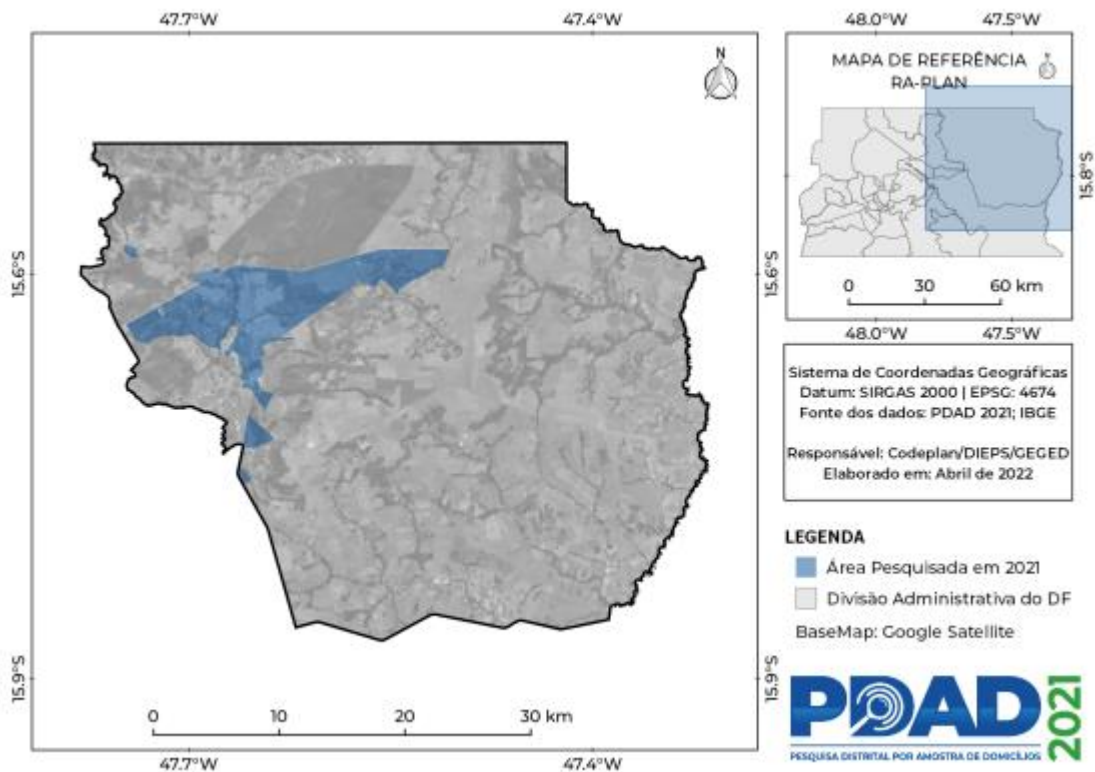 47.7°W
47.4°W
N
15.6°S
15.6°S
15.9°S
15.9°S
0 10 20 30 km
47.7°W
47.4°W
48.0°W
47.5°W
MAPA DE REFERÊNCIA
RA-PLAN
N
15.8°S
0 30 60 km
48.0°W
47.5°W
Sistema de Coordenadas Geográficas
Datum: SIRGAS 2000 | EPSG: 4674
Fonte dos dados: PDAD 2021; IBGE
Responsável: Codeplan/DIEPS/GEGED
Elaborado em: Abril de 2022
LEGENDA
Área Pesquisada em 2021
Divisão Administrativa do DF
BaseMap: Google Satellite
PDAD
2021
PESQUISA DISTRITAL POR AMOSTRA DE DOMICÍLIOS